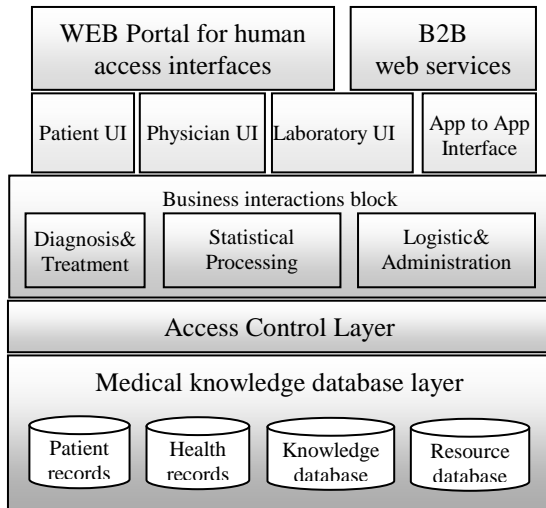 WEB Portal for human
access interfaces
B2B
web services
Patient UI
Physician UI
Laboratory UI
App to App
Interface
Business interactions block
Diagnosis&
Treatment
Statistical
Processing
Logistic&
Administration
Access Control Layer
Medical knowledge database layer
Patient
records
Health
records
Knowledge
database
Resource
database